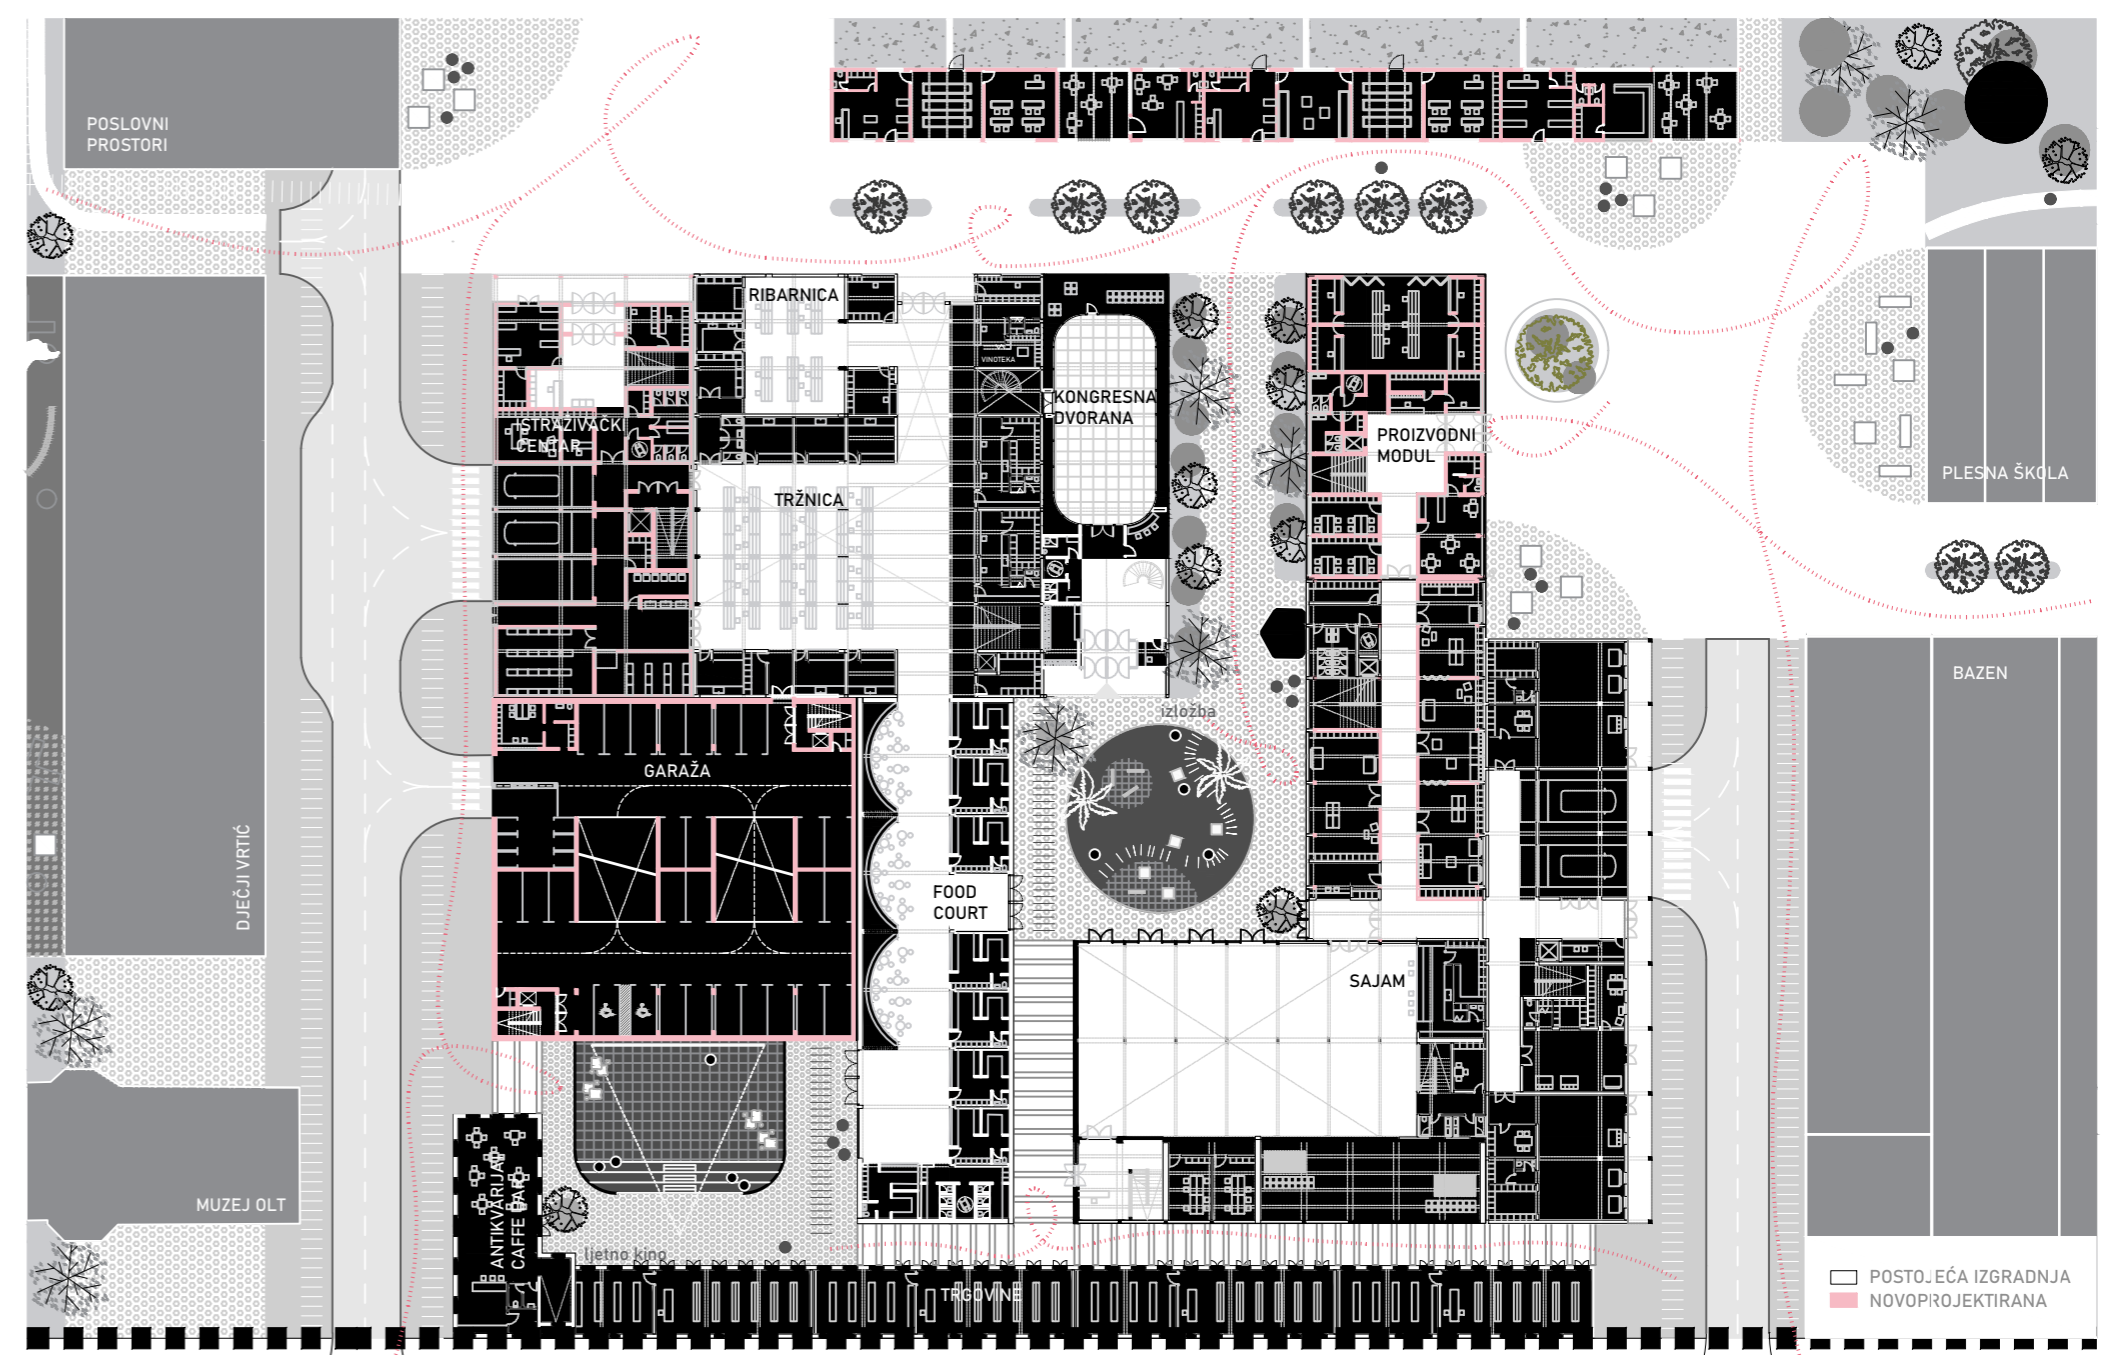 POSLOVNI
PROSTORI
RIBARNICA
VINOTEKA
KONGRESNA
DVORANA
ISTRAŽIVAČKI
CENTAR
PROIZVODNI
MODUL
PLESNA ŠKOLA
TRŽNICA
BAZEN
izložba
GARAŽA
DJEČJI VRTIĆ
FOOD
COURT
SAJAM
MUZEJ OLT
ANTIKVARIJAT
CAFFE BAR
ljetno kino
TRGOVINE
POSTOJEĆA IZGRADNJA
NOVOPROJEKTIRANA